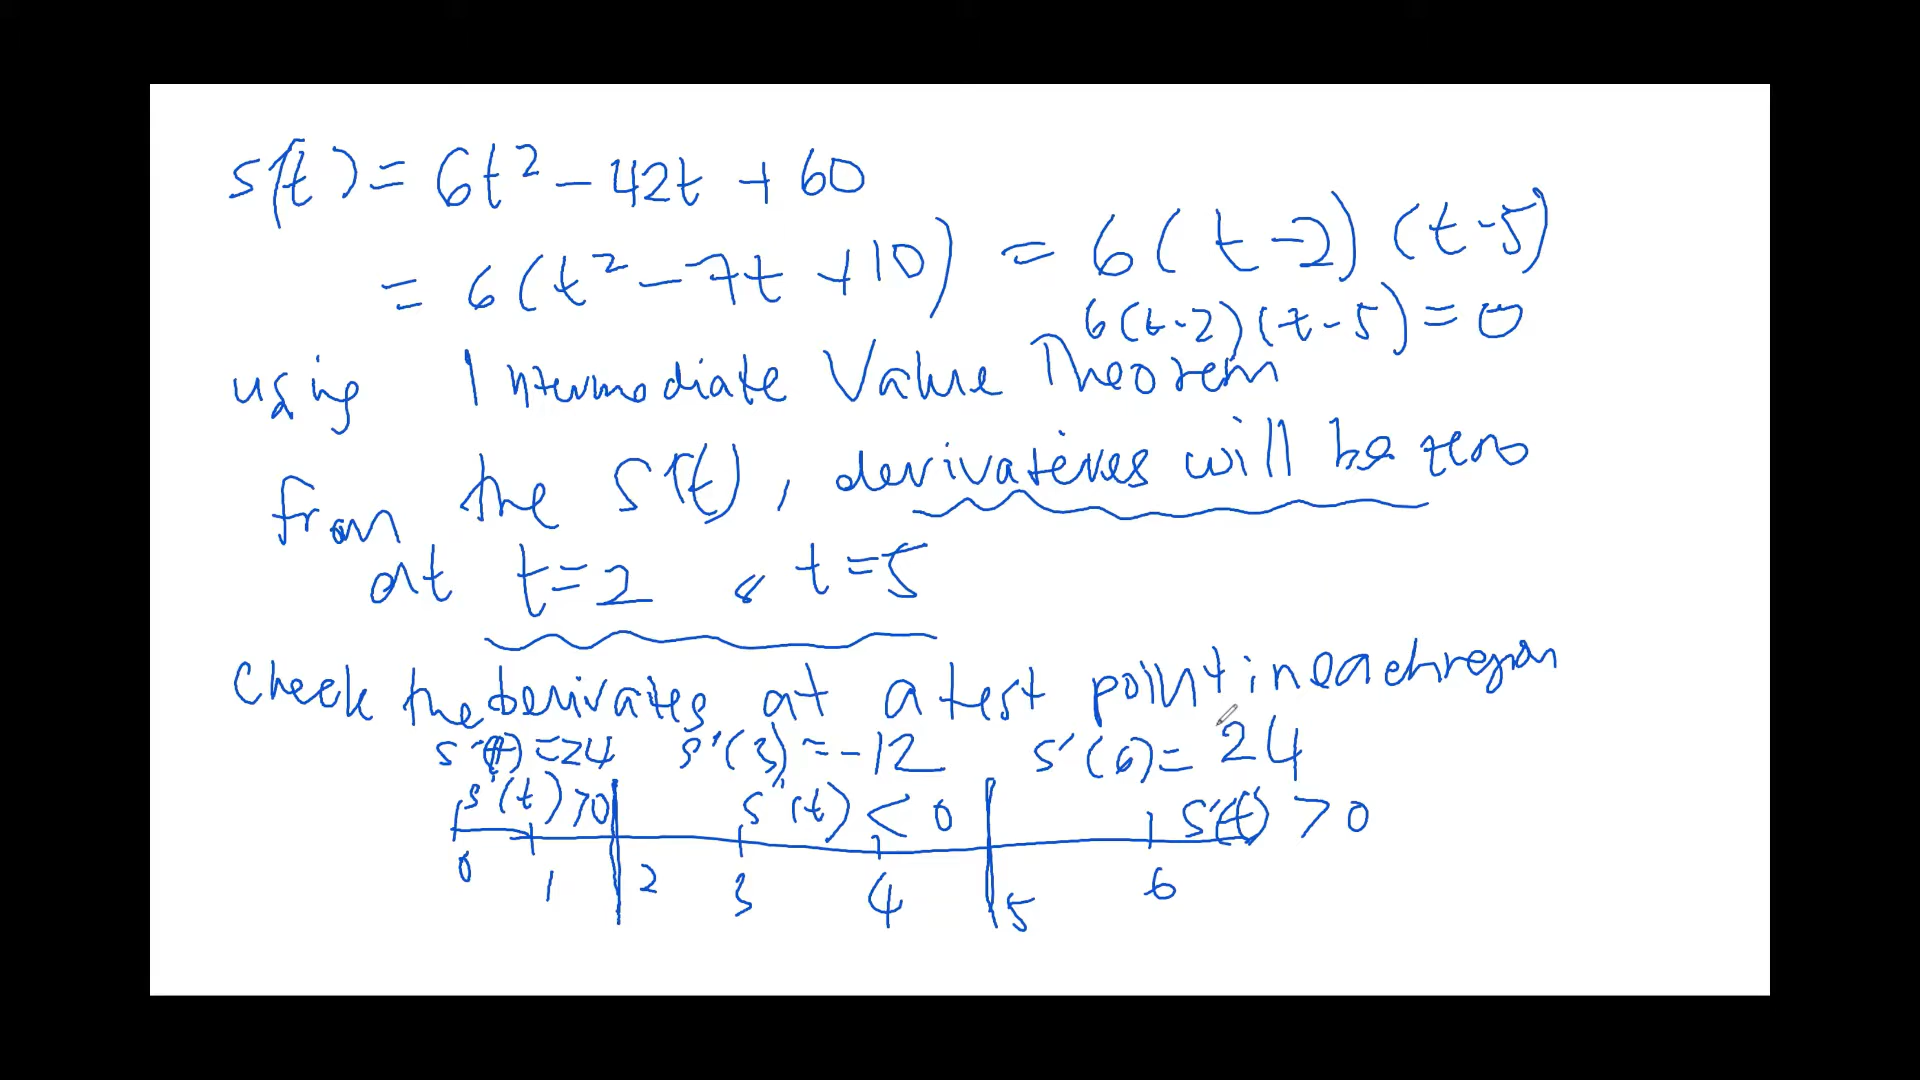 s'(t) = 6t² - 42t + 60
= 6(t² - 7t + 10) = 6(t-2)(t-5)
6(t-2)(t-5) = 0
using Intermediate Value Theorem
from the s'(t), derivatives will be zero
at t=2 & t=5
Check the derivates at a test point in each region
s'(1)=24 s'(3)=-12 s'(6)=24
s'(t)>0 s'(t)<0 s'(t)>0
0 1 2 3 4 5 6